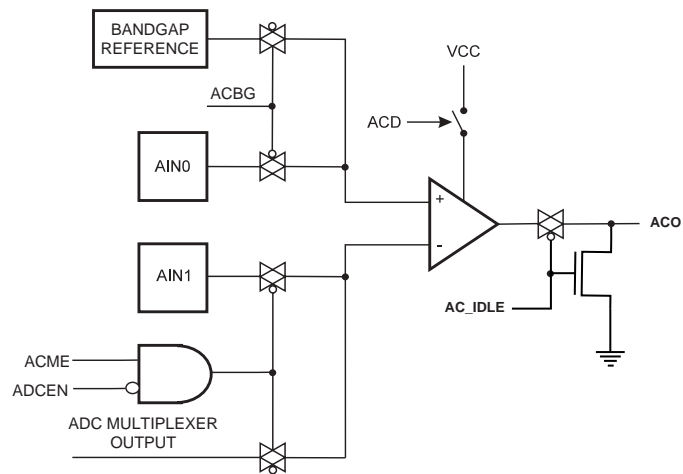 BANDGAP
REFERENCE
VCC
ACBG
ACD
AIN0
+
-
ACO
AIN1
AC_IDLE
ACME
ADCEN
ADC MULTIPLEXER
OUTPUT